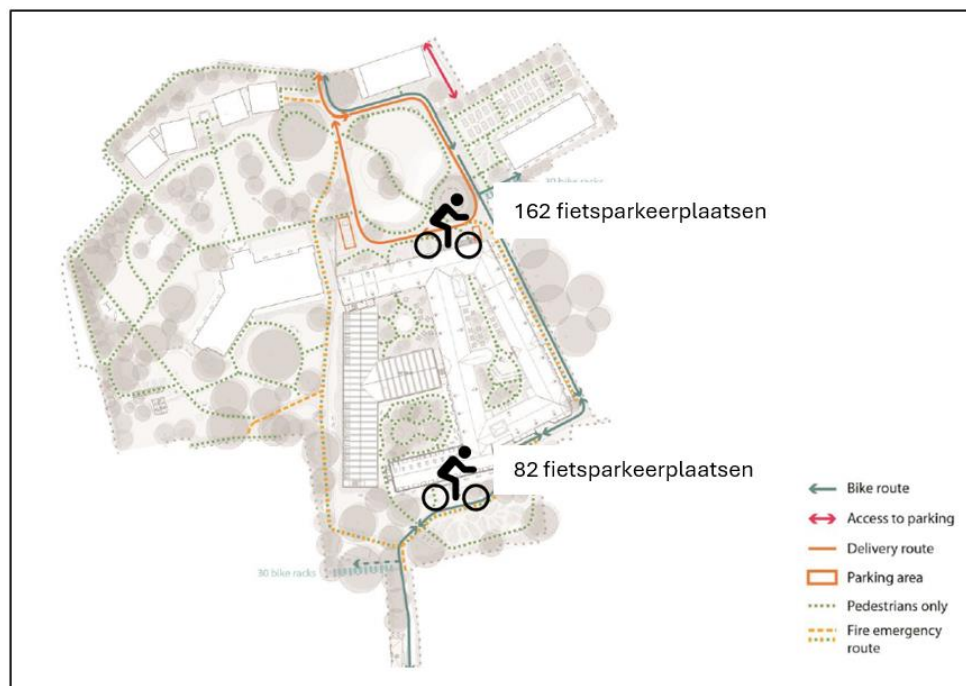 30 bike racks
162 fietsparkeerplaatsen
82 fietsparkeerplaatsen
30 bike racks
Bike route
Access to parking
Delivery route
Parking area
Pedestrians only
Fire emergency
route